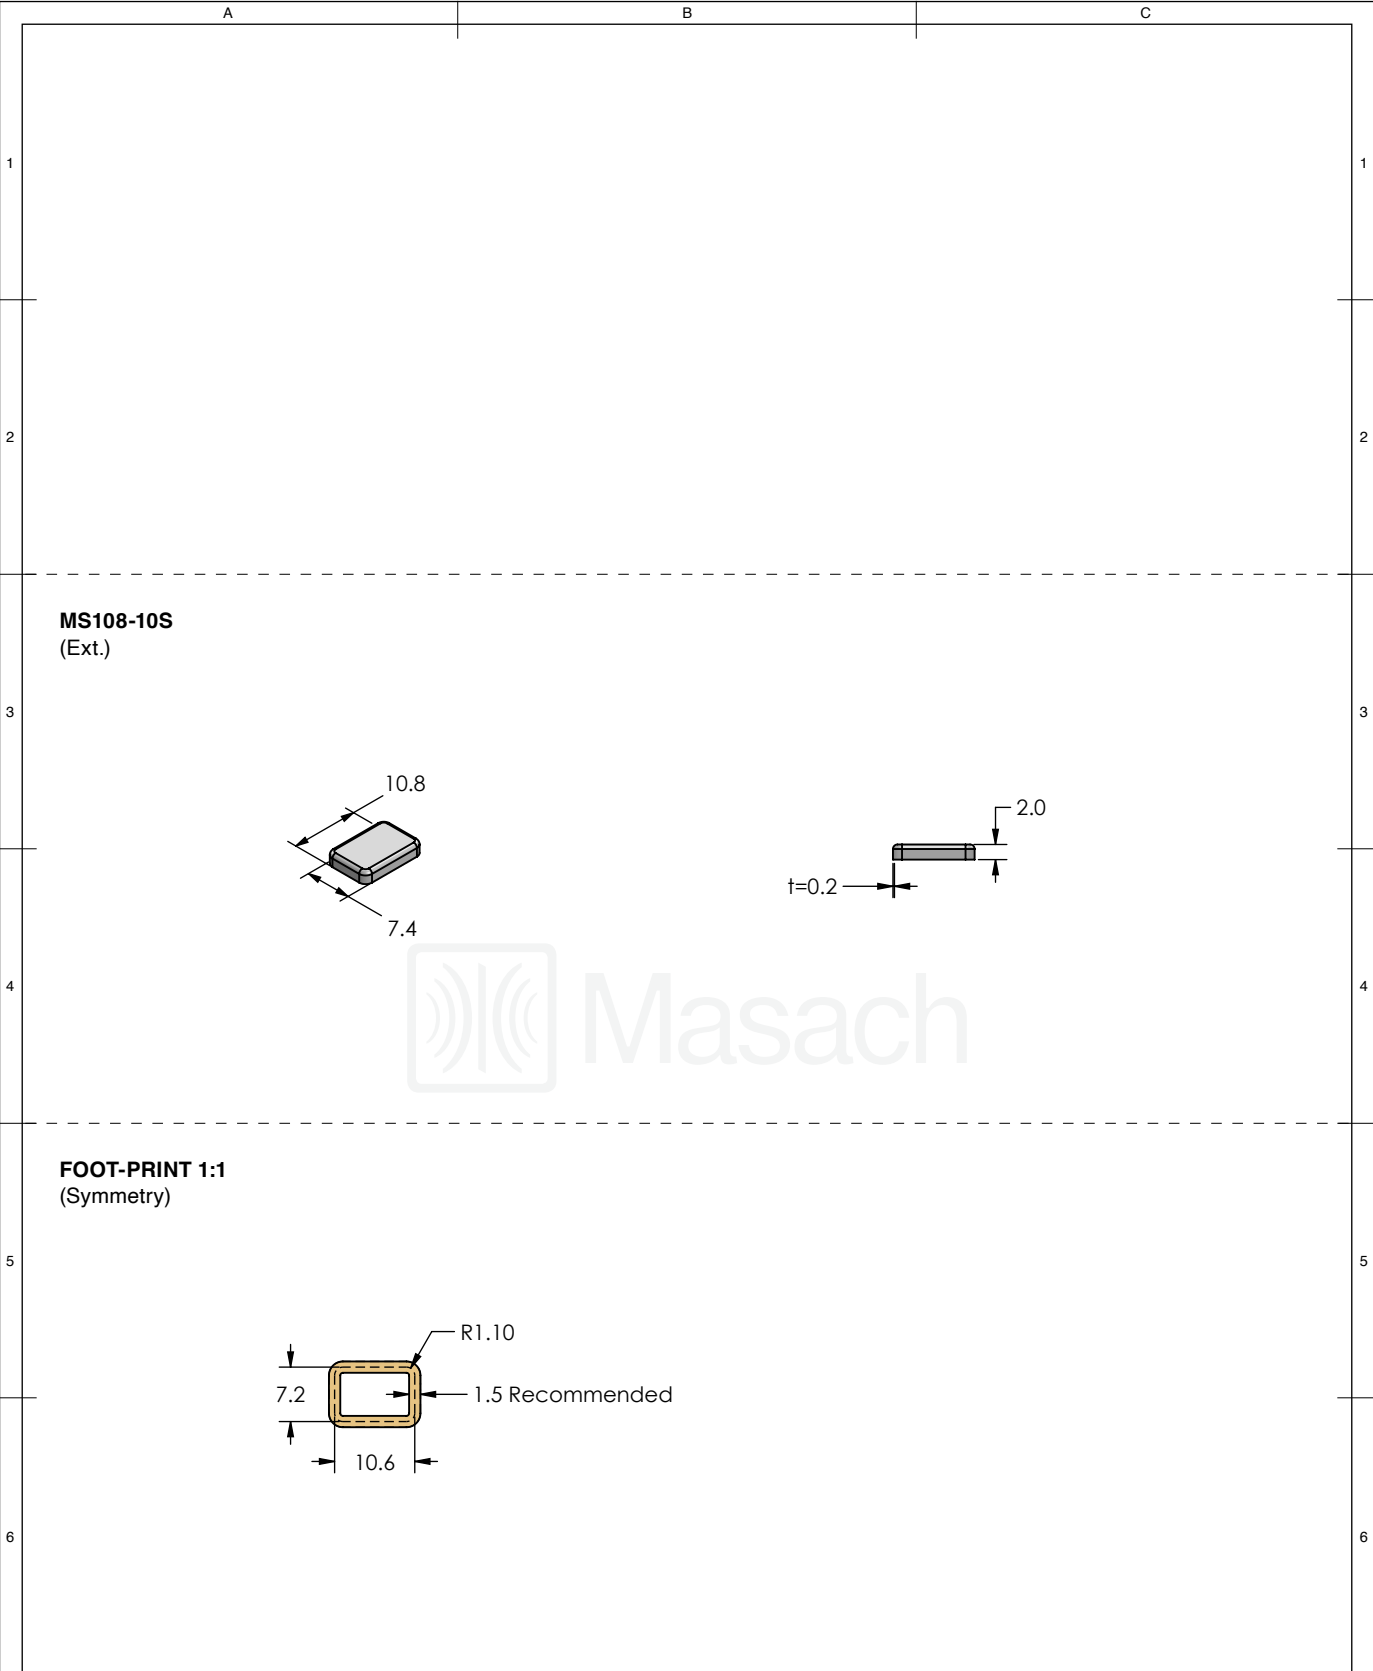 A B C
1 1
2 2
MS108-10S
(Ext.)
3 3
10.8
2.0
t=0.2
7.4
Masach
4 4
FOOT-PRINT 1:1
(Symmetry)
5 5
R1.10
7.2
1.5 Recommended
10.6
6 6